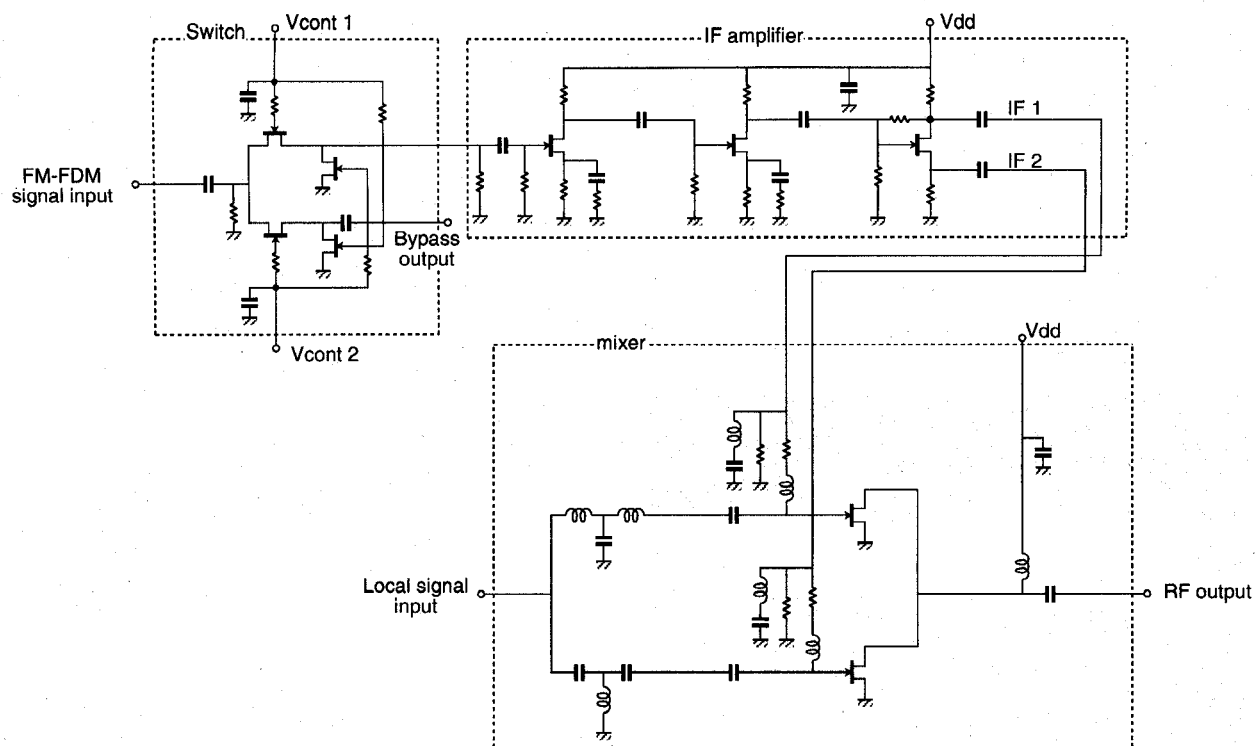 Vcont 1
Switch
FM-FDM
signal input
Bypass
output
Vcont 2
IF amplifier
Vdd
IF 1
IF 2
mixer
Vdd
Local signal
input
RF output